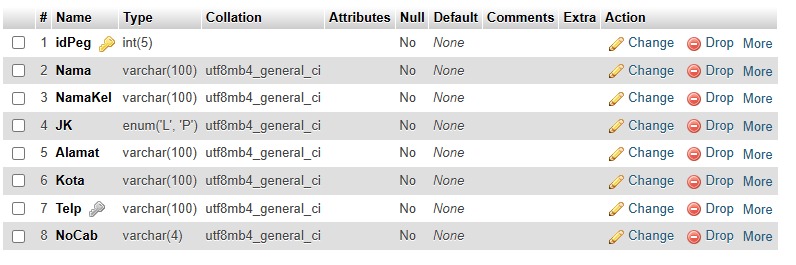 # Name Type Collation Attributes Null Default Comments Extra Action
1 idPeg int(5) No None Change Drop More
2 Nama varchar(100) utf8mb4_general_ci No None Change Drop More
3 NamaKel varchar(100) utf8mb4_general_ci No None Change Drop More
4 JK enum('L', 'P') utf8mb4_general_ci No None Change Drop More
5 Alamat varchar(100) utf8mb4_general_ci No None Change Drop More
6 Kota varchar(100) utf8mb4_general_ci No None Change Drop More
7 Telp varchar(100) utf8mb4_general_ci No None Change Drop More
8 NoCab varchar(4) utf8mb4_general_ci No None Change Drop More